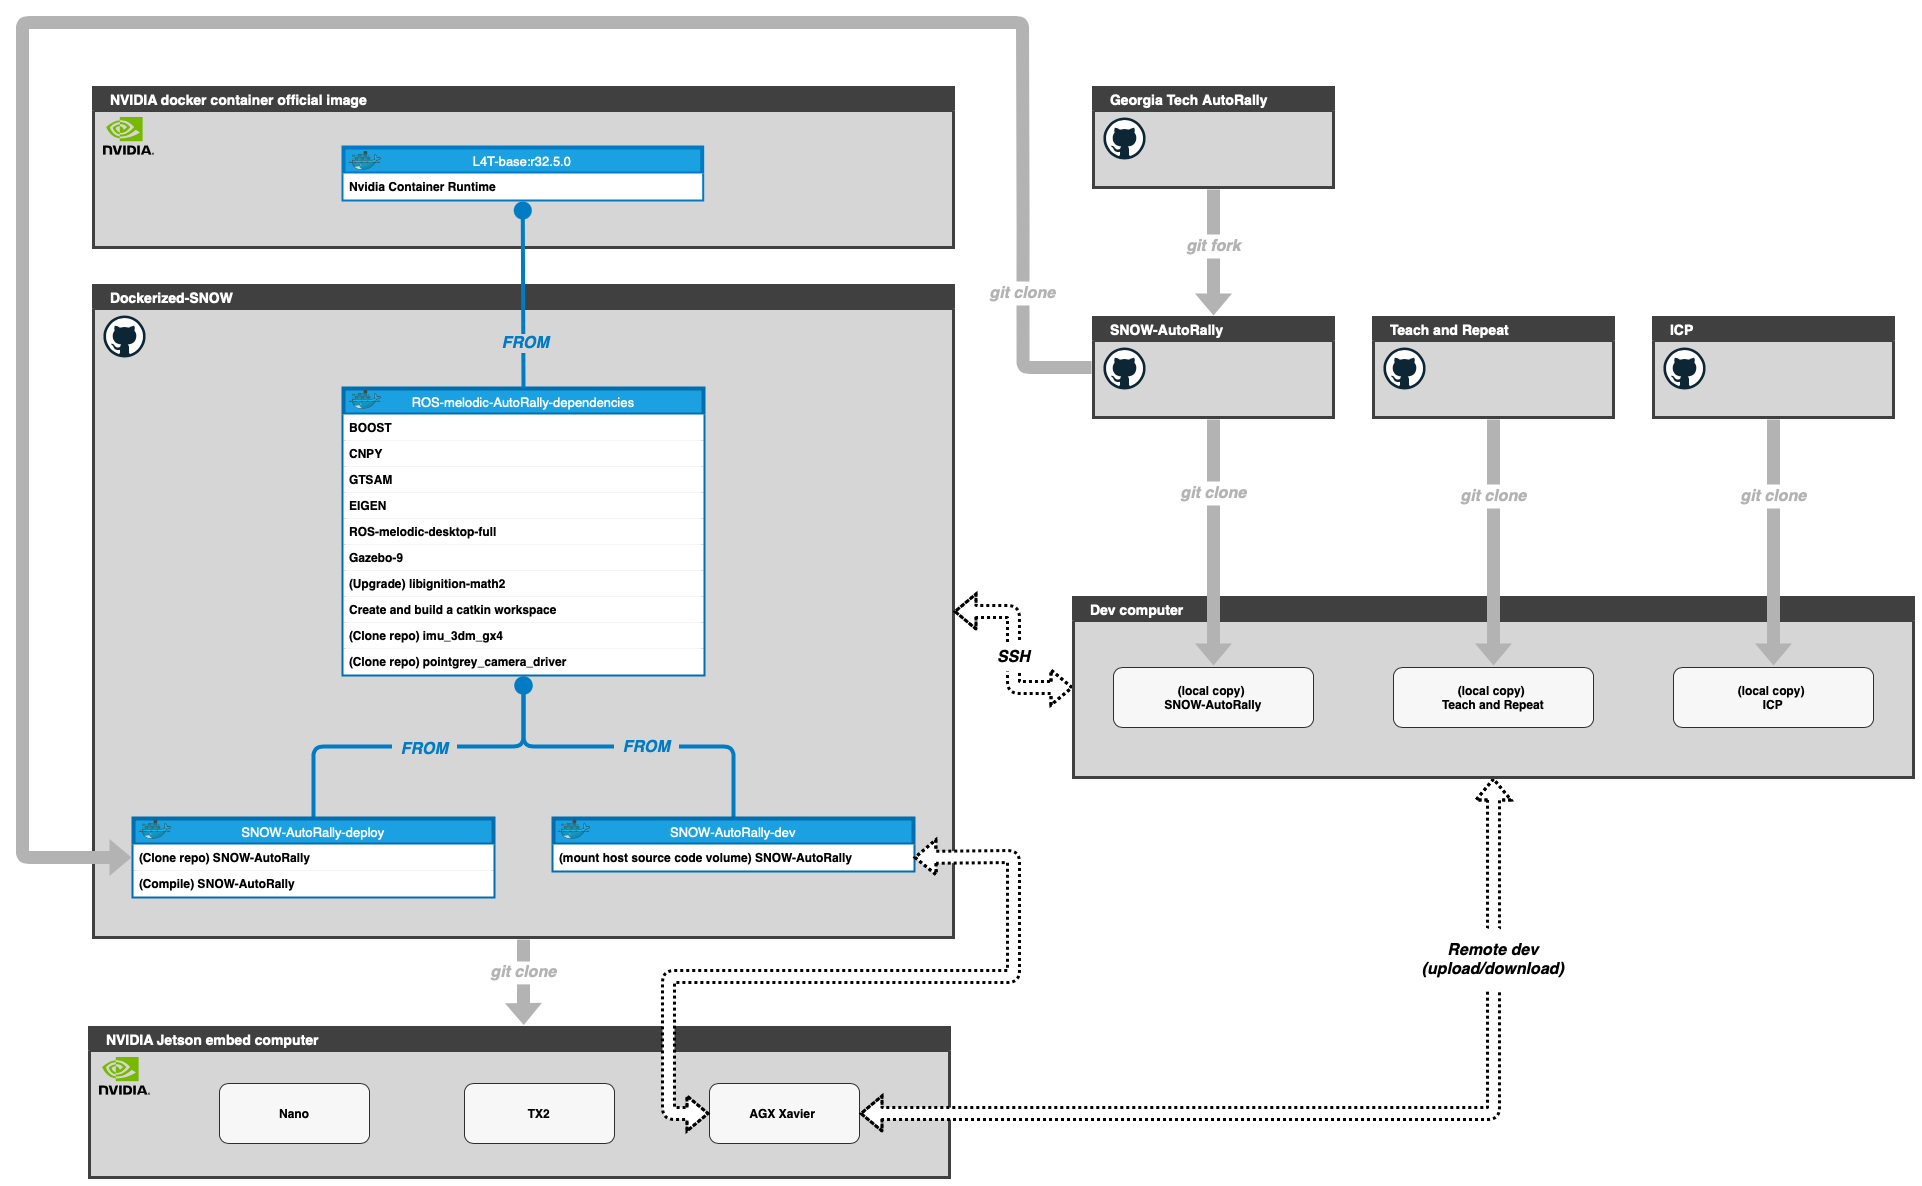 NVIDIA docker container official image
NVIDIA.
L4T-base:r32.5.0
Nvidia Container Runtime
Georgia Tech AutoRally
git fork
git clone
Dockerized-SNOW
FROM
ROS-melodic-AutoRally-dependencies
BOOST
CNPY
GTSAM
EIGEN
ROS-melodic-desktop-full
Gazebo-9
(Upgrade) libignition-math2
Create and build a catkin workspace
(Clone repo) imu_3dm_gx4
(Clone repo) pointgrey_camera_driver
FROM
FROM
SNOW-AutoRally-deploy
(Clone repo) SNOW-AutoRally
(Compile) SNOW-AutoRally
SNOW-AutoRally-dev
(mount host source code volume) SNOW-AutoRally
SNOW-AutoRally
Teach and Repeat
ICP
git clone
git clone
git clone
SSH
Dev computer
(local copy)
SNOW-AutoRally
(local copy)
Teach and Repeat
(local copy)
ICP
Remote dev
(upload/download)
git clone
NVIDIA Jetson embed computer
NVIDIA.
Nano
TX2
AGX Xavier